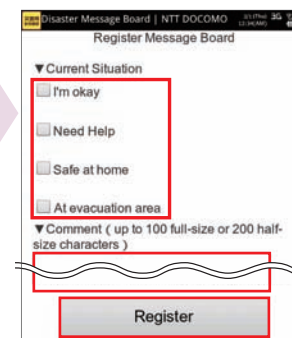 Disaster Message Board | NTT DOCOMO
3G
Register Message Board
▼Current Situation
I'm okay
Need Help
Safe at home
At evacuation area
▼Comment ( up to 100 full-size or 200 half-
size characters )
Register